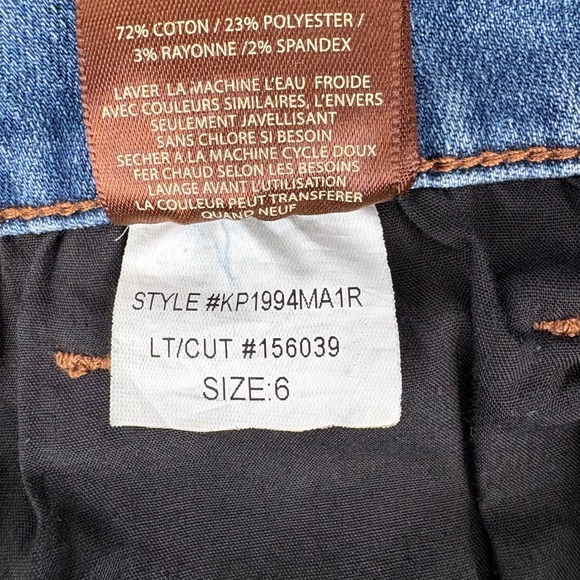 72% COTON / 23% POLYESTER /
3% RAYONNE /2% SPANDEX
LAVER LA MACHINE L'EAU FROIDE
AVEC COULEURS SIMILAIRES, L'ENVERS
SEULEMENT JAVELLISANT
SANS CHLORE SI BESOIN
SECHER A LA MACHINE CYCLE DOUX
FER CHAUD SELON LES BESOINS
LAVAGE AVANT L'UTILISATION
LA COULEUR PEUT TRANSFERER
QUAND NEUF
STYLE #KP1994MA1R
LT/CUT #156039
SIZE:6